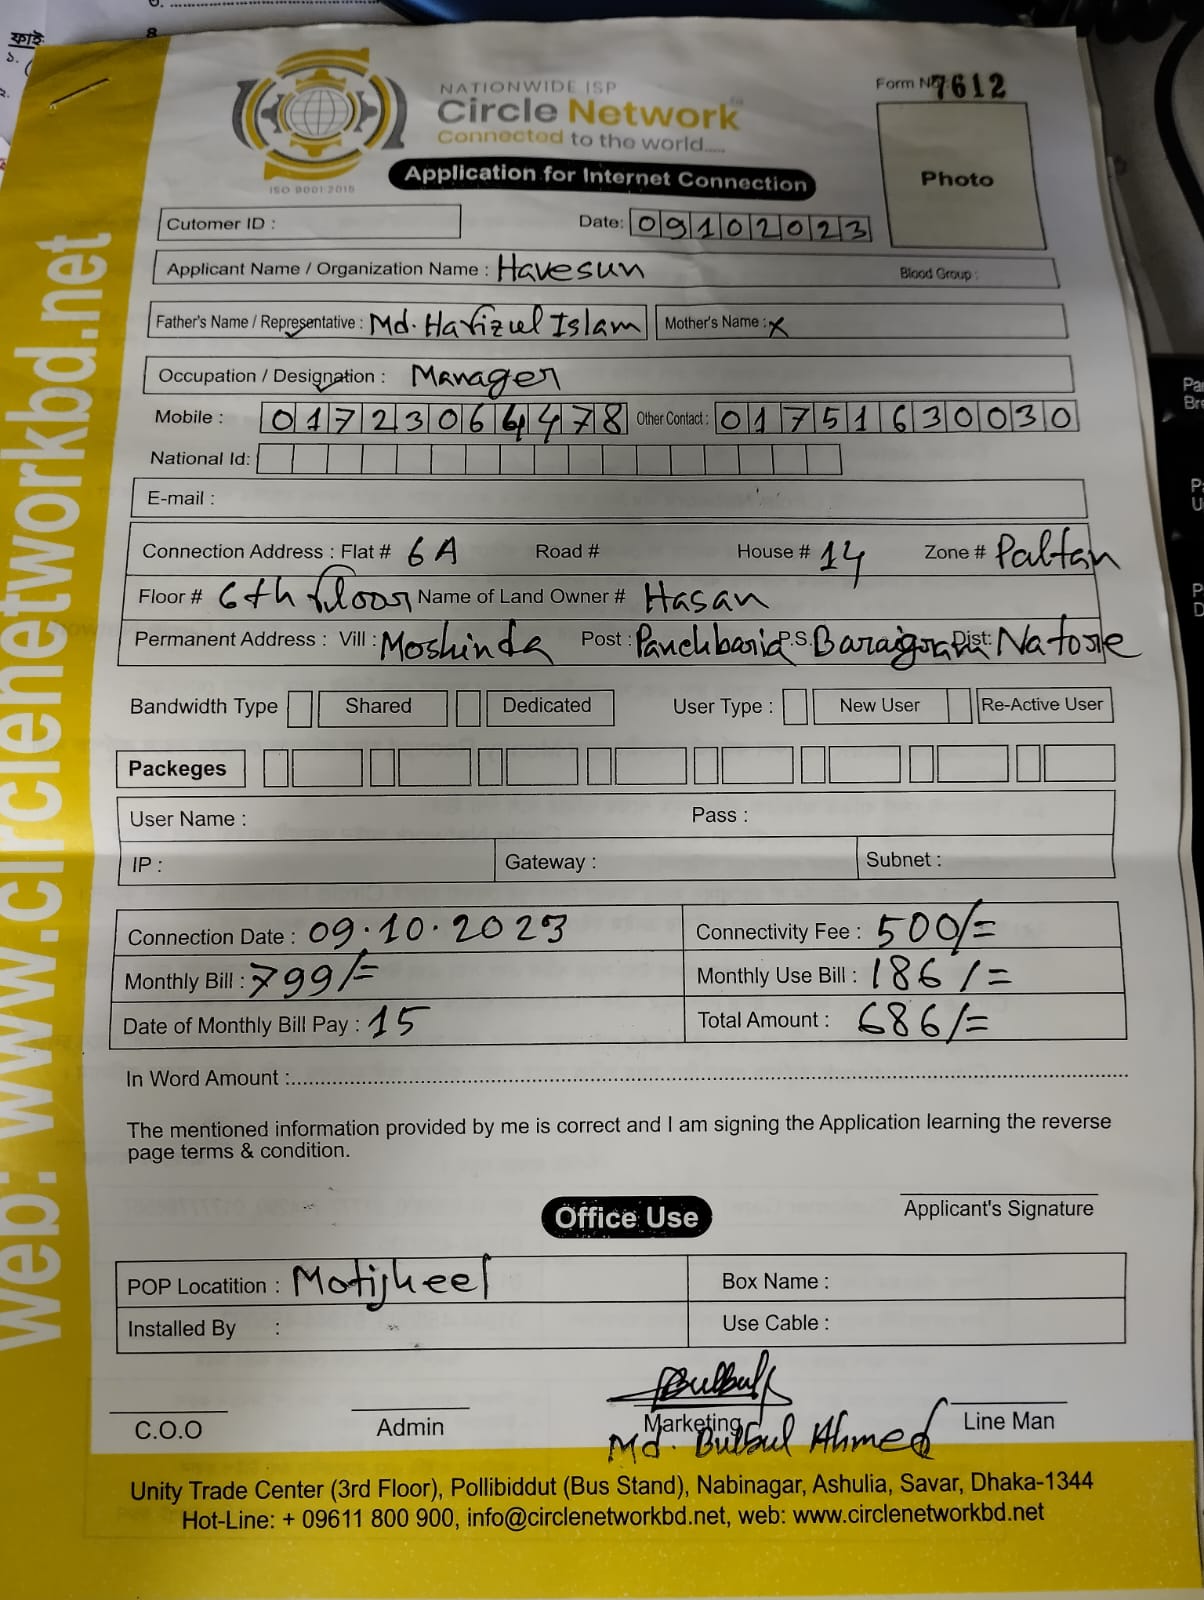 NATIONWIDE ISP
Circle Network™
Connected to the world.....
ISO 9001:2015
Form No 7612
Application for Internet Connection
Photo
Cutomer ID :
Date: 09102023
Applicant Name / Organization Name : Havesun Blood Group :
Father's Name / Representative : Md. Hafizul Islam Mother's Name : x
Occupation / Designation : Manager
Mobile : 01723064478 Other Contact : 01751630030
National Id:
E-mail :
Connection Address : Flat # 6A Road # House # 14 Zone # Paltan
Floor # 6th floor Name of Land Owner # Hasan
Permanent Address : Vill : Moshinda Post : Panchbaria P.S. Baraigram Dist: Natore
Bandwidth Type Shared Dedicated User Type : New User Re-Active User
Packeges
User Name : Pass :
IP : Gateway : Subnet :
Connection Date : 09.10.2023 Connectivity Fee : 500/=
Monthly Bill : 799/= Monthly Use Bill : 186/=
Date of Monthly Bill Pay : 15 Total Amount : 686/=
In Word Amount :
The mentioned information provided by me is correct and I am signing the Application learning the reverse
page terms & condition.
Applicant's Signature
Office Use
POP Locatition : Motijheel Box Name :
Installed By : Use Cable :
Bulbul
C.O.O Admin Marketing Line Man
Md. Bulbul Ahmed
Unity Trade Center (3rd Floor), Pollibiddut (Bus Stand), Nabinagar, Ashulia, Savar, Dhaka-1344
Hot-Line: + 09611 800 900, info@circlenetworkbd.net, web: www.circlenetworkbd.net
web: www.circlenetworkbd.net